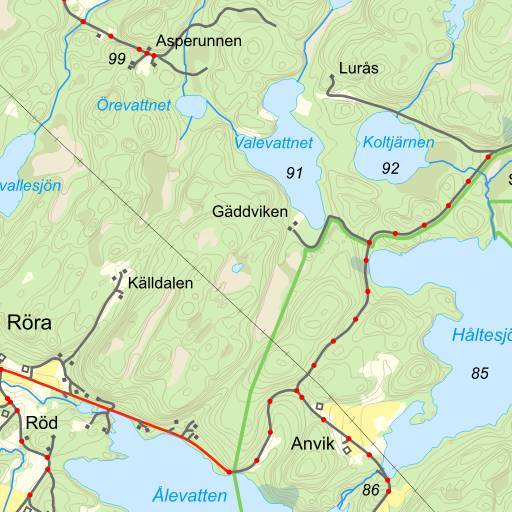 Asperunnen
99
Lurås
Örevattnet
Valevattnet
Koltjärnen
91
92
vallesjön
Gäddviken
Källdalen
Röra
Håltesjö
85
Röd
Anvik
Ålevatten
86
S